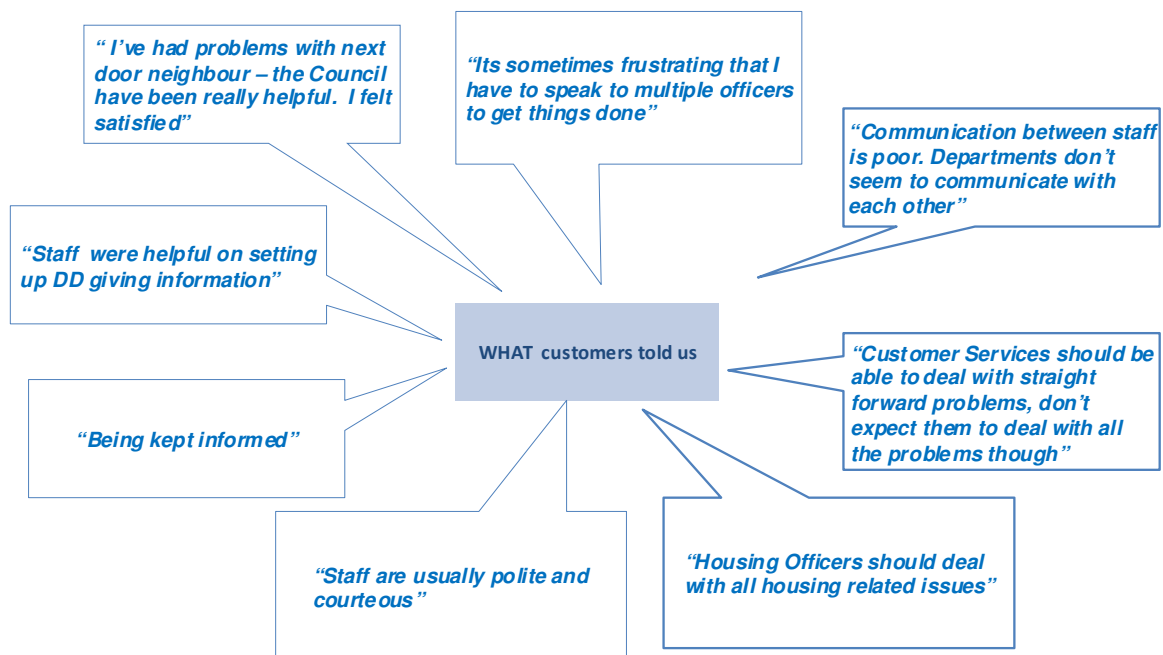 “ I’ve had problems with next
door neighbour – the Council
have been really helpful.  I felt
satisfied”
“Its sometimes frustrating that I
have to speak to multiple officers
to get things done”
“Communication between staff
is poor. Departments don’t
seem to communicate with
each other”
“Staff  were helpful on setting
up DD giving information”
WHAT customers told us
“Customer Services should be
able to deal with straight
forward problems, don’t
expect them to deal with all
the problems though”
“Being kept informed”
“Staff are usually polite and
courteous”
“Housing Officers should deal
with all housing related issues”